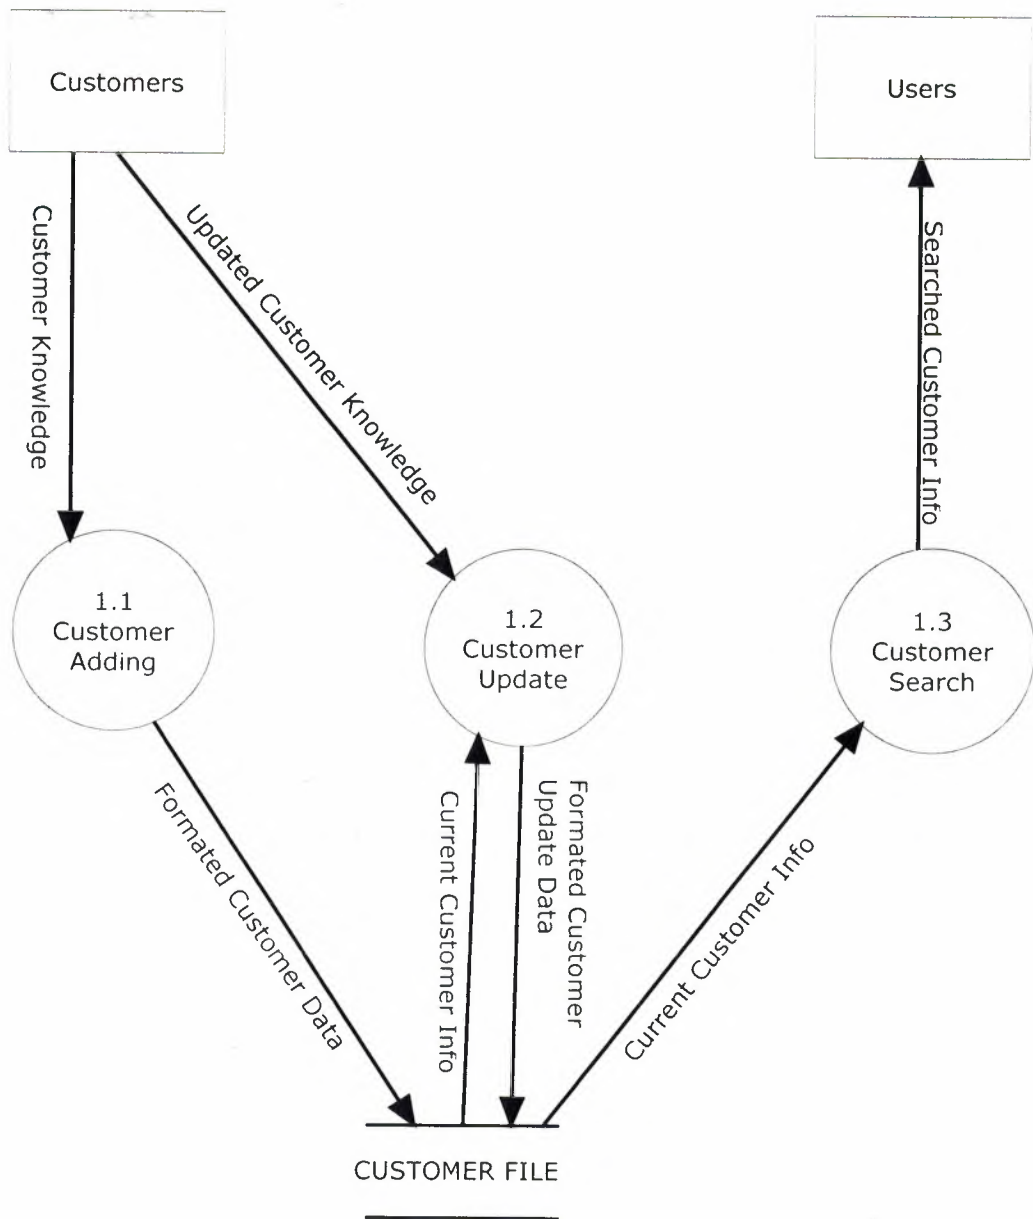 Customers
Users
Customer Knowledge
Updated Customer Knowledge
Searched Customer Info
1.1
Customer
Adding
1.2
Customer
Update
1.3
Customer
Search
Formated Customer Data
Current Customer Info
Formated Customer
Update Data
Current Customer Info
CUSTOMER FILE